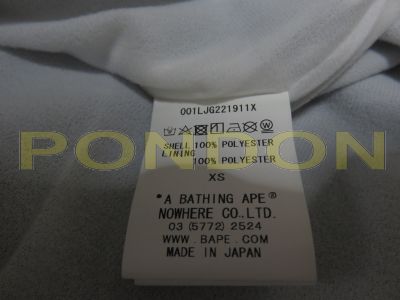 001LJG221911X
SHELL 100% POLYESTER
LINING
100% POLYESTER
XS
"A BATHING APE®
NOWHERE CO.,LTD.
03 (5772) 2524
WWW.BAPE.COM
MADE IN JAPAN
PONDON